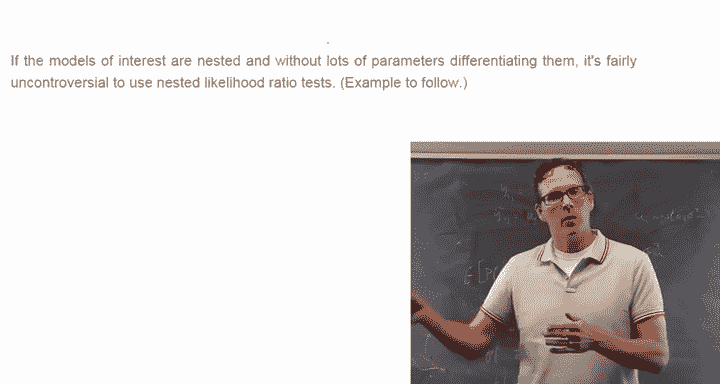 If the models of interest are nested and without lots of parameters differentiating them, it's fairly
uncontroversial to use nested likelihood ratio tests. (Example to follow.)